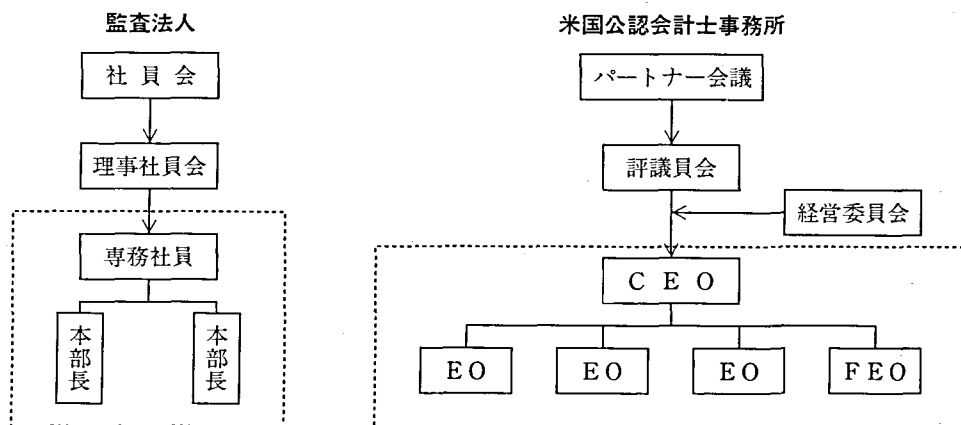 監査法人
社員会
理事社員会
専務社員
本部長
本部長
米国公認会計士事務所
パートナー会議
評議員会
経営委員会
CEO
EO
EO
EO
FEO